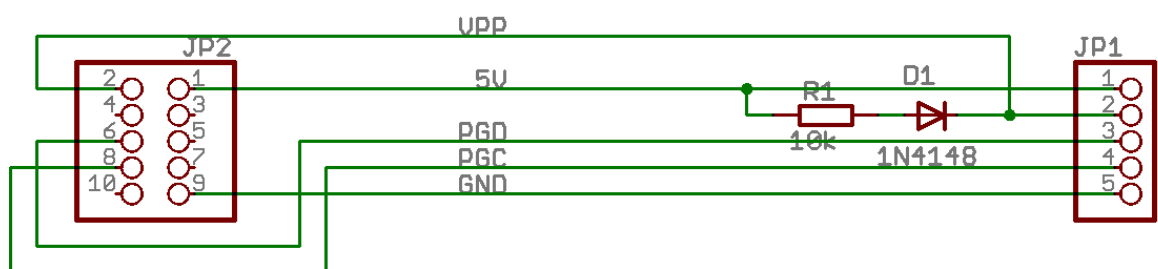 VPP
JP2 JP1
2 1 5V R1 D1 1
4 3 2
6 5 PGD 10k 3
8 7 PGC 1N4148 4
10 9 GND 5